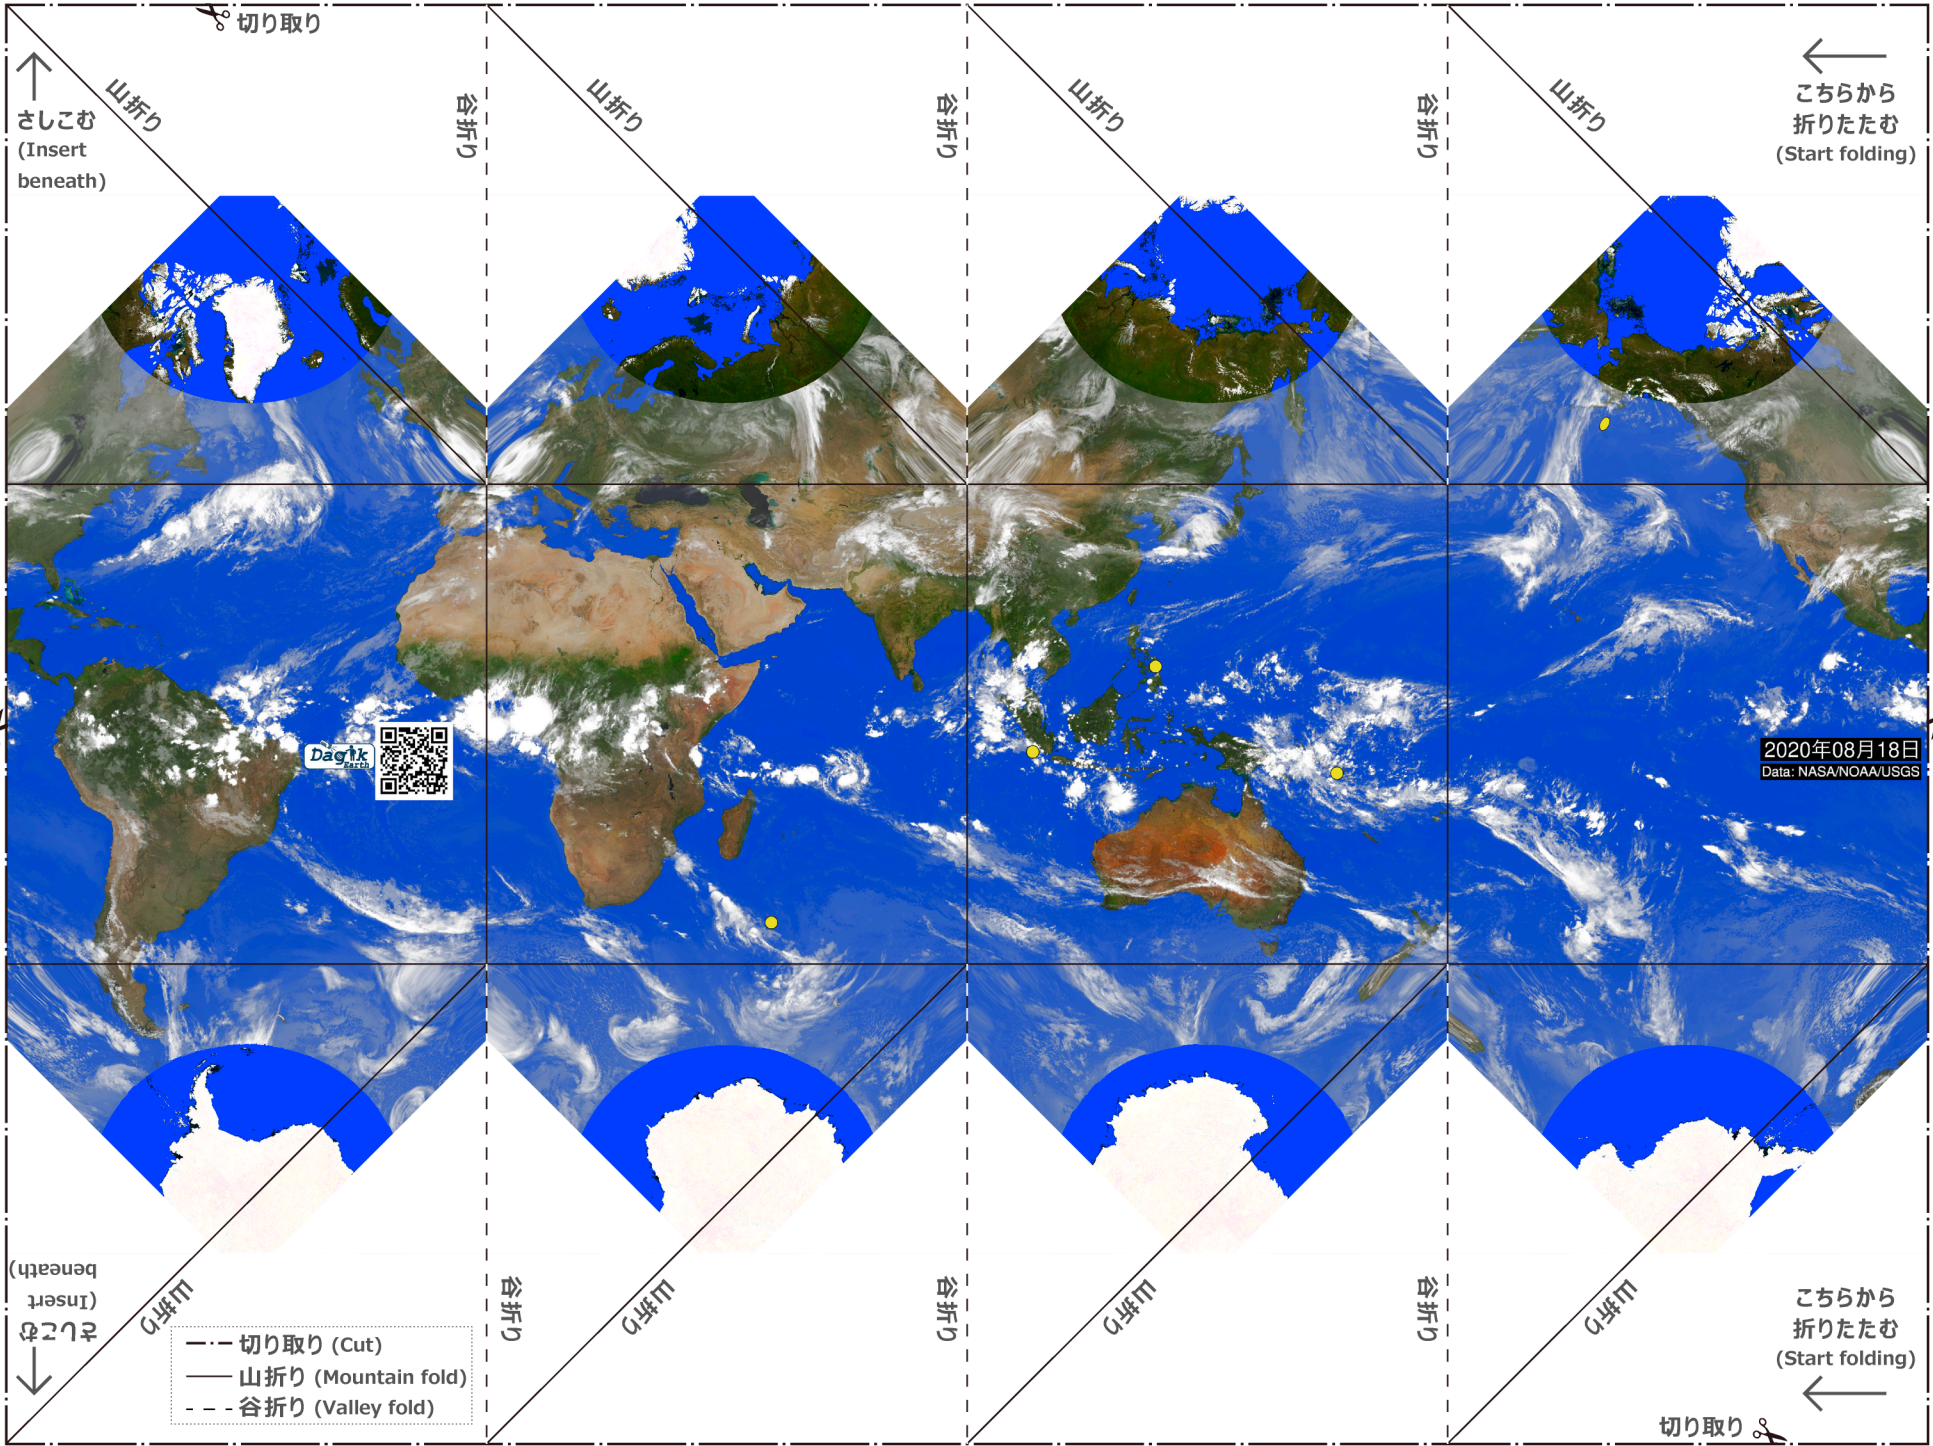 切り取り
山折り
谷折り
山折り
谷折り
山折り
谷折り
山折り
さしこむ
(Insert
beneath)
こちらから
折りたたむ
(Start folding)
Dagik
Earth
2020年08月18日
Data: NASA/NOAA/USGS
さしこむ
(Insert
beneath)
山折り
谷折り
山折り
谷折り
山折り
谷折り
山折り
こちらから
折りたたむ
(Start folding)
切り取り (Cut)
山折り (Mountain fold)
谷折り (Valley fold)
切り取り